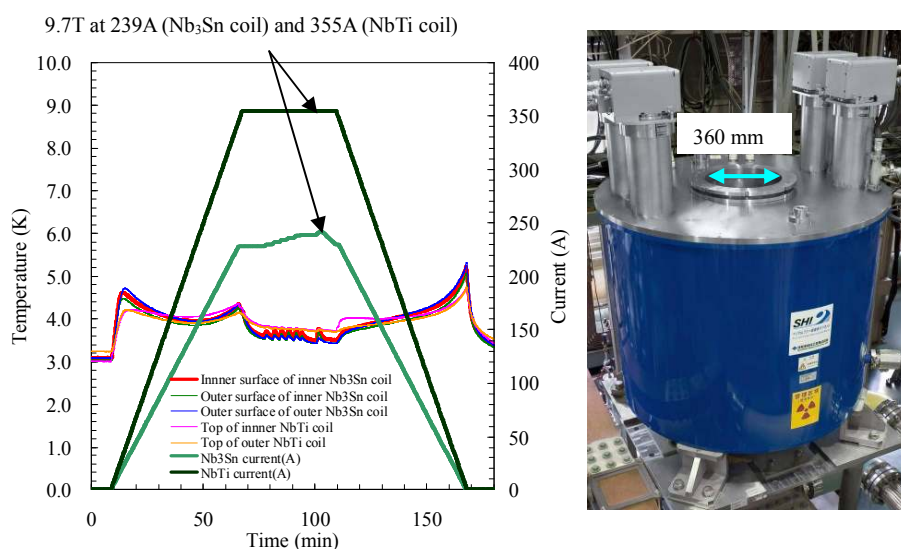 9.7T at 239A (Nb₃Sn coil) and 355A (NbTi coil)
10.0
9.0
8.0
7.0
6.0
5.0
4.0
3.0
2.0
1.0
0.0
Temperature (K)
400
350
300
250
200
150
100
50
0
Current (A)
0
50
100
150
Time (min)
Innner surface of inner Nb3Sn coil
Outer surface of inner Nb3Sn coil
Outer surface of outer Nb3Sn coil
Top of innner NbTi coil
Top of outer NbTi coil
Nb3Sn current(A)
NbTi current(A)
360 mm
SHI